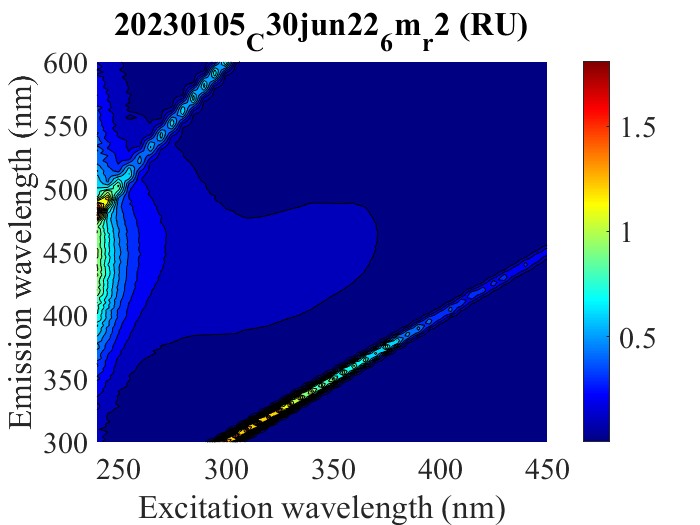 20230105_C30jun22_6m_r2 (RU)
600
550
500
450
400
350
300
Emission wavelength (nm)
250 300 350 400 450
Excitation wavelength (nm)
1.5
1
0.5